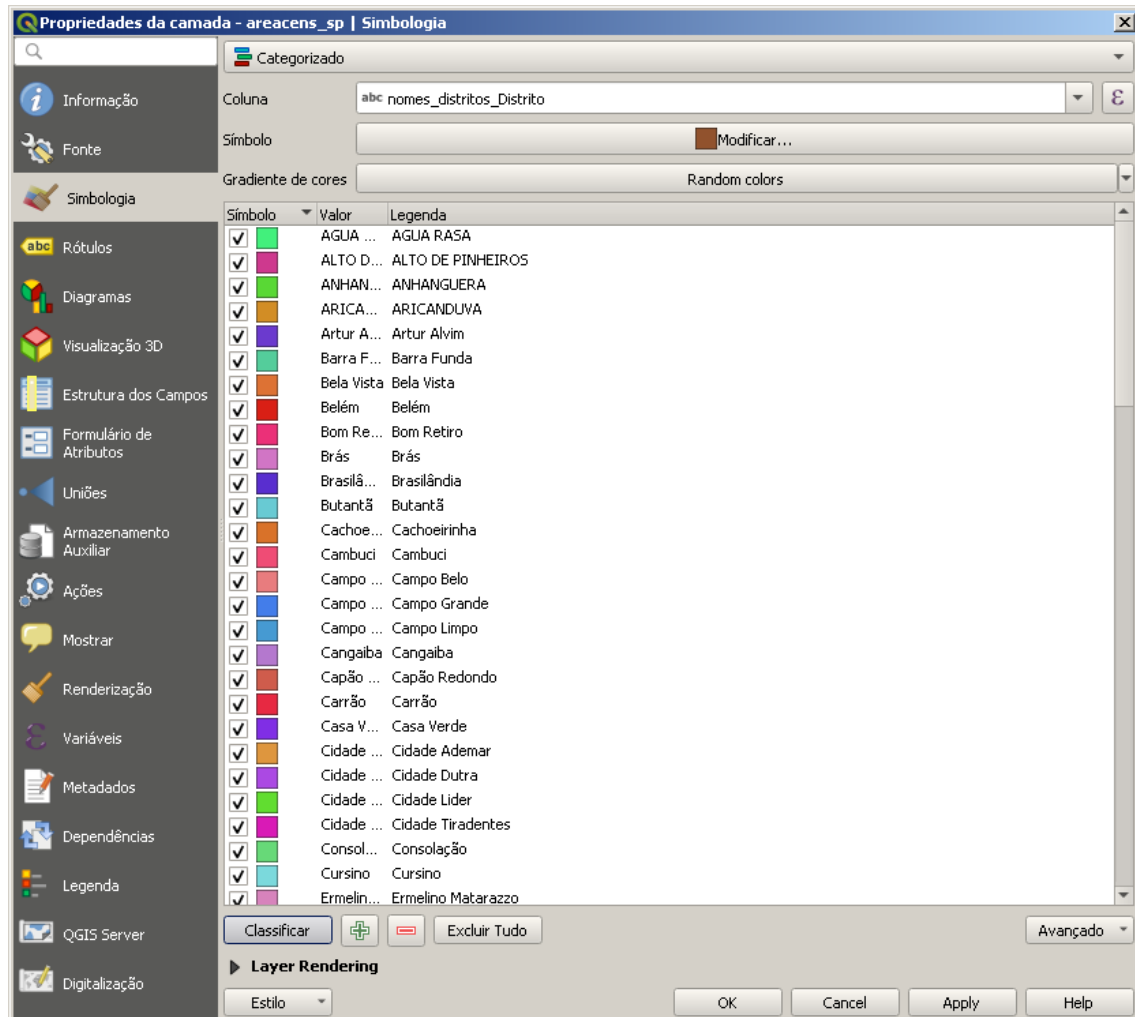 Propriedades da camada - areacens_sp | Simbologia
Categorizado
Informação
Fonte
Simbologia
abc Rótulos
Diagramas
Visualização 3D
Estrutura dos Campos
Formulário de
Atributos
Uniões
Armazenamento
Auxiliar
Ações
Mostrar
Renderização
Variáveis
Metadados
Dependências
Legenda
QGIS Server
Digitalização
Coluna abc nomes_distritos_Distrito ε
Símbolo Modificar...
Gradiente de cores Random colors
Símbolo Valor Legenda
AGUA ... AGUA RASA
ALTO D... ALTO DE PINHEIROS
ANHAN... ANHANGUERA
ARICA... ARICANDUVA
Artur A... Artur Alvim
Barra F... Barra Funda
Bela Vista Bela Vista
Belém Belém
Bom Re... Bom Retiro
Brás Brás
Brasilâ... Brasilândia
Butantã Butantã
Cachoe... Cachoeirinha
Cambuci Cambuci
Campo ... Campo Belo
Campo ... Campo Grande
Campo ... Campo Limpo
Cangaiba Cangaiba
Capão ... Capão Redondo
Carrão Carrão
Casa V... Casa Verde
Cidade ... Cidade Ademar
Cidade ... Cidade Dutra
Cidade ... Cidade Lider
Cidade ... Cidade Tiradentes
Consol... Consolação
Cursino Cursino
Ermelin... Ermelino Matarazzo
Classificar Excluir Tudo Avançado
Layer Rendering
Estilo OK Cancel Apply Help